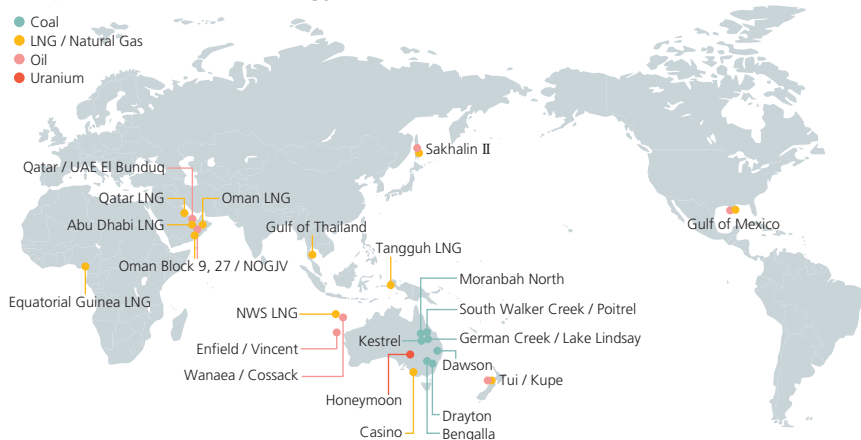 Coal
LNG / Natural Gas
Oil
Uranium
Sakhalin Ⅱ
Qatar / UAE El Bunduq
Qatar LNG
Oman LNG
Abu Dhabi LNG
Gulf of Thailand
Gulf of Mexico
Tangguh LNG
Oman Block 9, 27 / NOGJV
Moranbah North
Equatorial Guinea LNG
NWS LNG
South Walker Creek / Poitrel
Kestrel
German Creek / Lake Lindsay
Enfield / Vincent
Dawson
Wanaea / Cossack
Tui / Kupe
Honeymoon
Drayton
Casino
Bengalla